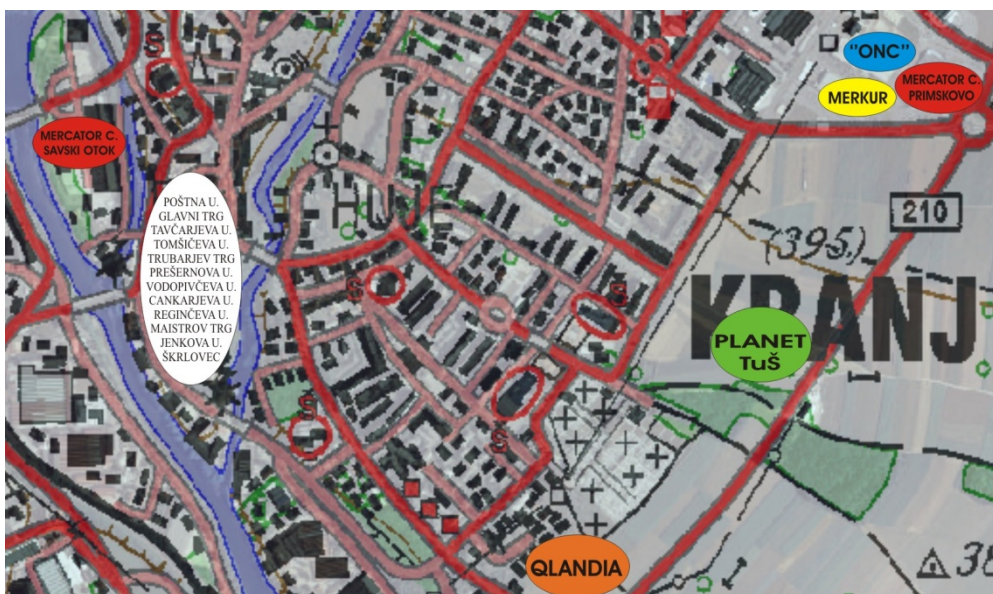 "ONC"
MERKUR
MERCATOR C.
PRIMSKOVO
MERCATOR C.
SAVSKI OTOK
POŠTNA U.
GLAVNI TRG
TAVČARJEVA U.
TOMŠIČEVA U.
TRUBARJEV TRG
PREŠERNOVA U.
VODOPIVČEVA U.
CANKARJEVA U.
REGINČEVA U.
MAISTROV TRG
JENKOVA U.
ŠKRLOVEC
HUJE
210
(395)
KRANJ
PLANET
TuŠ
QLANDIA
Š
Š
Š
Š
Š